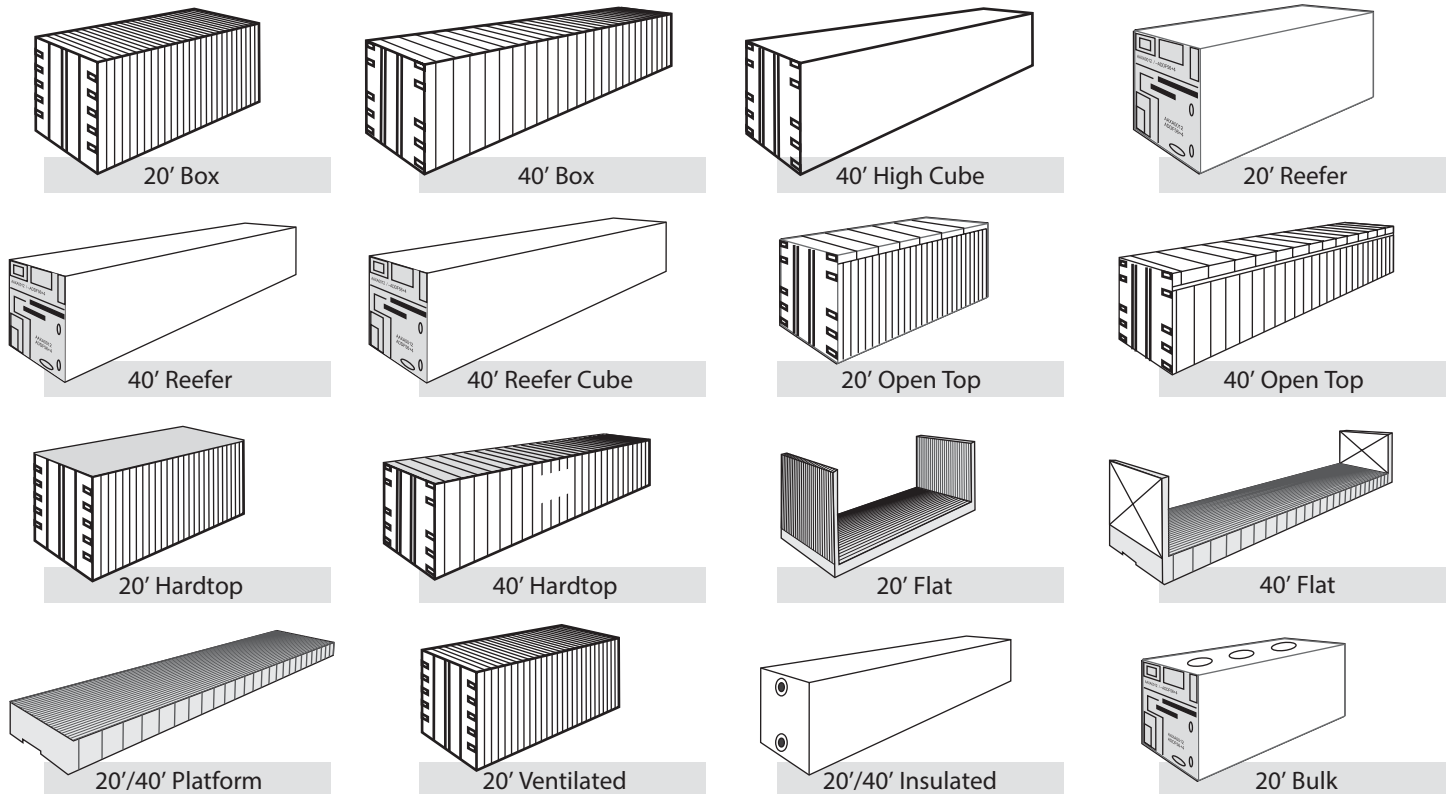 20’ Box
40’ Box
40’ High Cube
20’ Reefer
40’ Reefer
40’ Reefer Cube
20’ Open Top
40’ Open Top
20’ Hardtop
40’ Hardtop
20’ Flat
40’ Flat
20’/40’ Platform
20’ Ventilated
20’/40’ Insulated
20’ Bulk